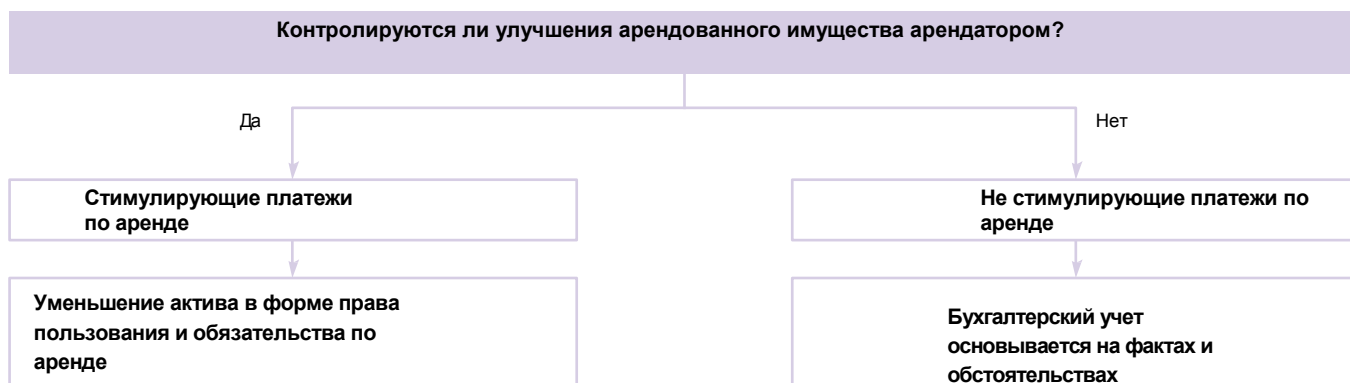 Контролируются ли улучшения арендованного имущества арендатором?
Да
Нет
Стимулирующие платежи
по аренде
Не стимулирующие платежи по
аренде
Уменьшение актива в форме права
пользования и обязательства по
аренде
Бухгалтерский учет
основывается на фактах и
обстоятельствах